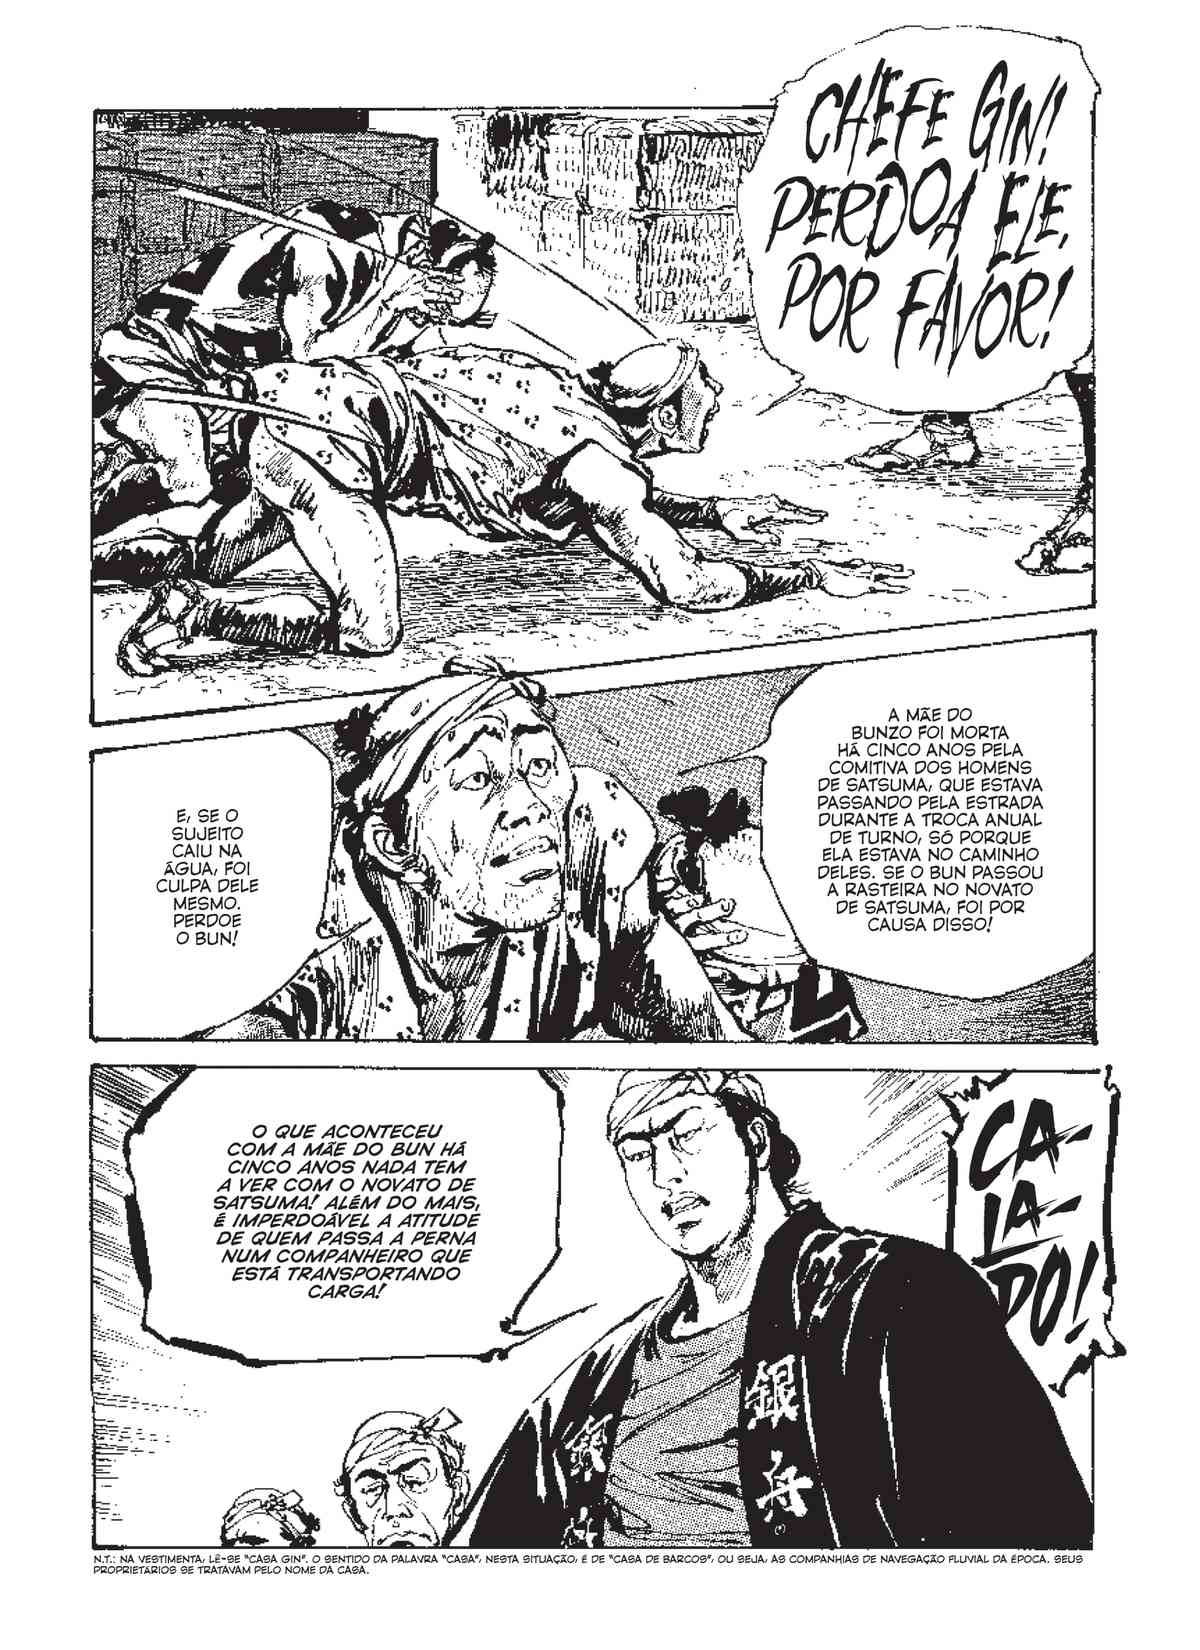 CHEFE GIN!
PERDOA ELE,
POR FAVOR!
A MÃE DO
BUNZO FOI MORTA
HÁ CINCO ANOS PELA
COMITIVA DOS HOMENS
DE SATSUMA, QUE ESTAVA
PASSANDO PELA ESTRADA
DURANTE A TROCA ANUAL
DE TURNO, SÓ PORQUE
ELA ESTAVA NO CAMINHO
DELES. SE O BUN PASSOU
A RASTEIRA NO NOVATO
DE SATSUMA, FOI POR
CAUSA DISSO!
E, SE O
SUJEITO
CAIU NA
ÁGUA, FOI
CULPA DELE
MESMO.
PERDOE
O BUN!
CA-
LA-
DO!
O QUE ACONTECEU
COM A MÃE DO BUN HÁ
CINCO ANOS NADA TEM
A VER COM O NOVATO DE
SATSUMA! ALÉM DO MAIS,
É IMPERDOÁVEL A ATITUDE
DE QUEM PASSA A PERNA
NUM COMPANHEIRO QUE
ESTÁ TRANSPORTANDO
CARGA!
銀
舟
銀
N.T.: NA VESTIMENTA, LÊ-SE "CASA GIN". O SENTIDO DA PALAVRA "CASA", NESTA SITUAÇÃO, É DE "CASA DE BARCOS", OU SEJA, AS COMPANHIAS DE NAVEGAÇÃO FLUVIAL DA ÉPOCA. SEUS
PROPRIETÁRIOS SE TRATAVAM PELO NOME DA CASA.